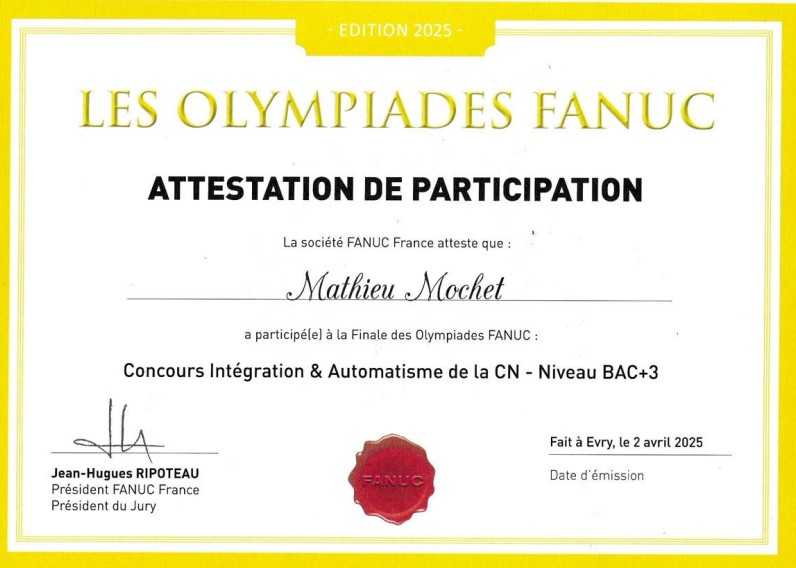 - EDITION 2025 -
LES OLYMPIADES FANUC
ATTESTATION DE PARTICIPATION
La société FANUC France atteste que :
Mathieu Mochet
a participé(e) à la Finale des Olympiades FANUC :
Concours Intégration & Automatisme de la CN - Niveau BAC+3
Jean-Hugues RIPOTEAU
Président FANUC France
Président du Jury
FANUC
Fait à Evry, le 2 avril 2025
Date d'émission